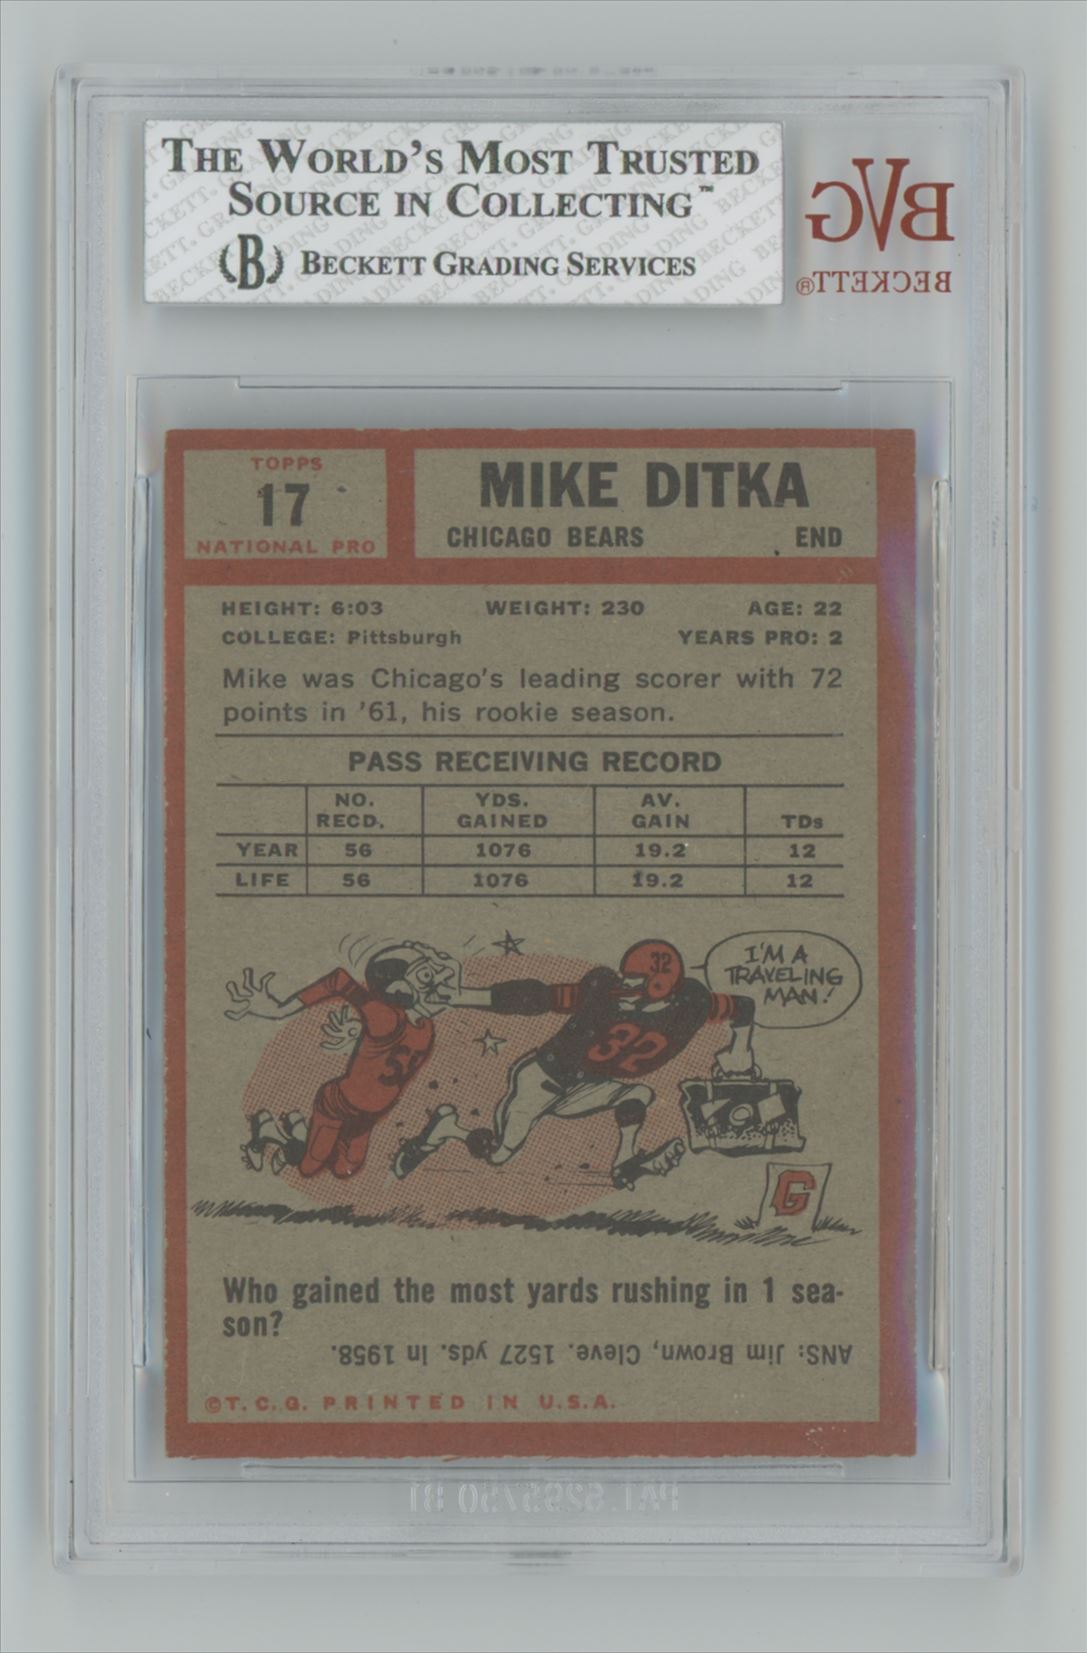 THE WORLD'S MOST TRUSTED
SOURCE IN COLLECTING™
(B) BECKETT GRADING SERVICES
BVG
BECKETT®
TOPPS
17
NATIONAL PRO
MIKE DITKA
CHICAGO BEARS END
HEIGHT: 6:03 WEIGHT: 230 AGE: 22
COLLEGE: Pittsburgh YEARS PRO: 2
Mike was Chicago's leading scorer with 72
points in '61, his rookie season.
PASS RECEIVING RECORD
NO. RECD. YDS. GAINED AV. GAIN TDs
YEAR 56 1076 19.2 12
LIFE 56 1076 19.2 12
32
32
I'M A
TRAVELING
MAN!
G
Who gained the most yards rushing in 1 sea-
son?
ANS: Jim Brown, Cleve. 1527 yds. in 1958.
©T.C.G. PRINTED IN U.S.A.